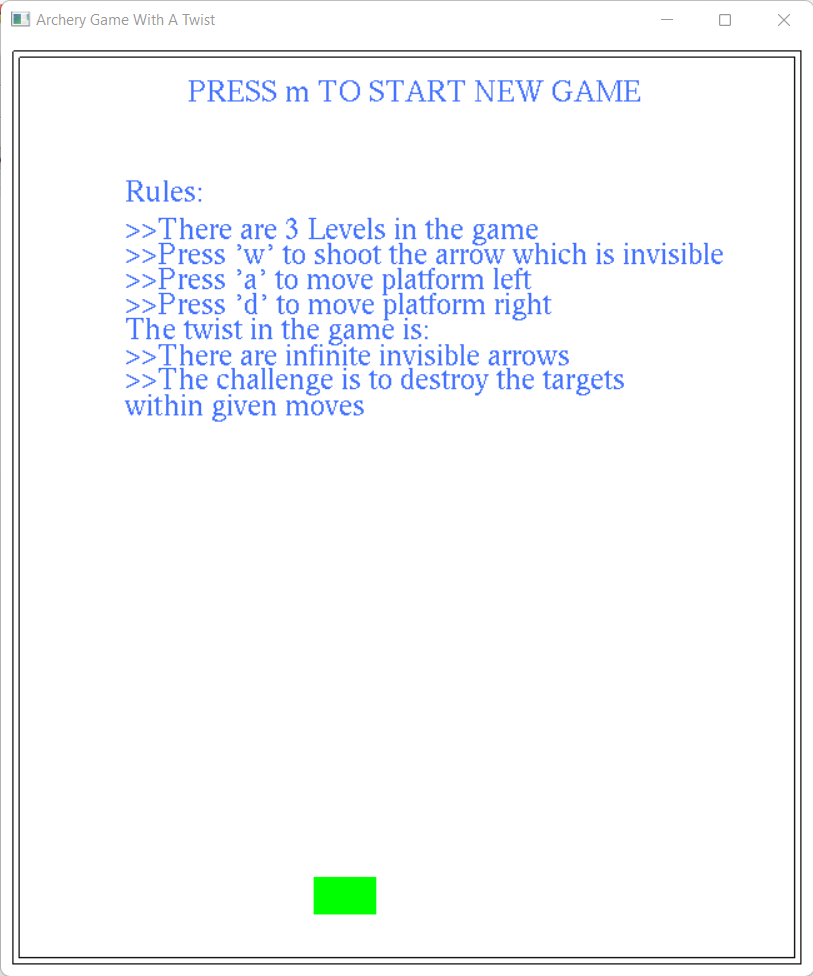 Archery Game With A Twist
PRESS m TO START NEW GAME
Rules:
>>There are 3 Levels in the game
>>Press 'w' to shoot the arrow which is invisible
>>Press 'a' to move platform left
>>Press 'd' to move platform right
The twist in the game is:
>>There are infinite invisible arrows
>>The challenge is to destroy the targets
within given moves